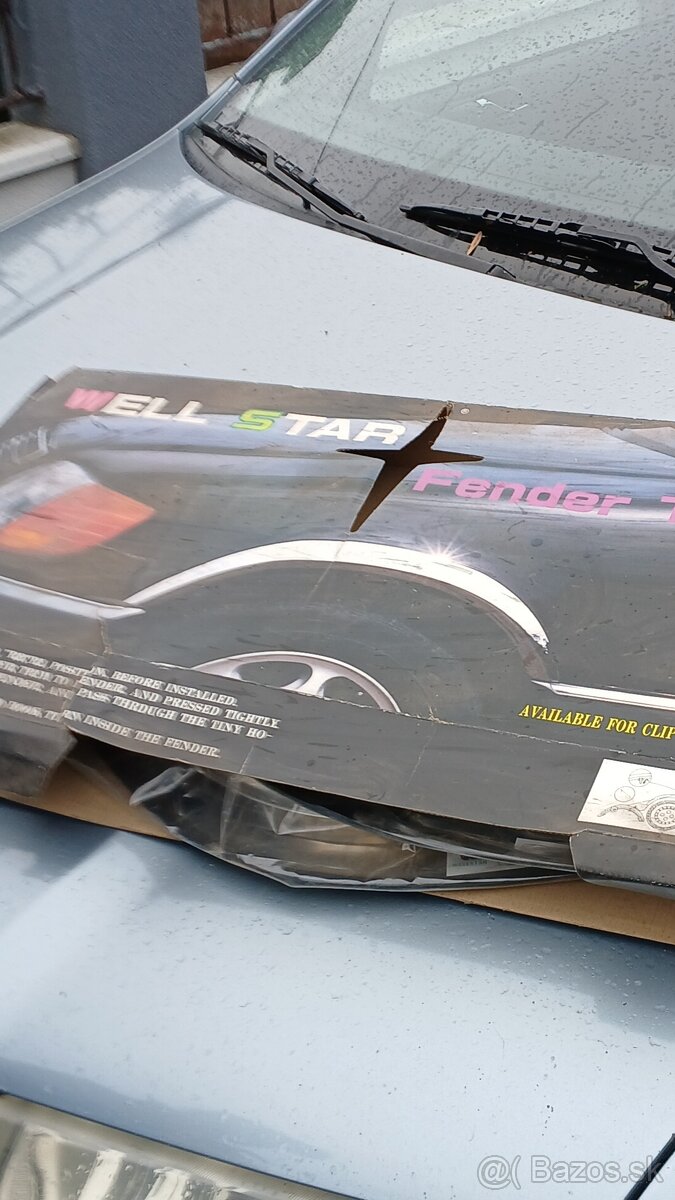 WELL STAR
Fender T
BEFORE INSTALLED.
FENDER, AND PRESSED TIGHTLY
AND PASS THROUGH THE TINY HO-
INSIDE THE FENDER.
AVAILABLE FOR CLIP
@( Bazos.sk